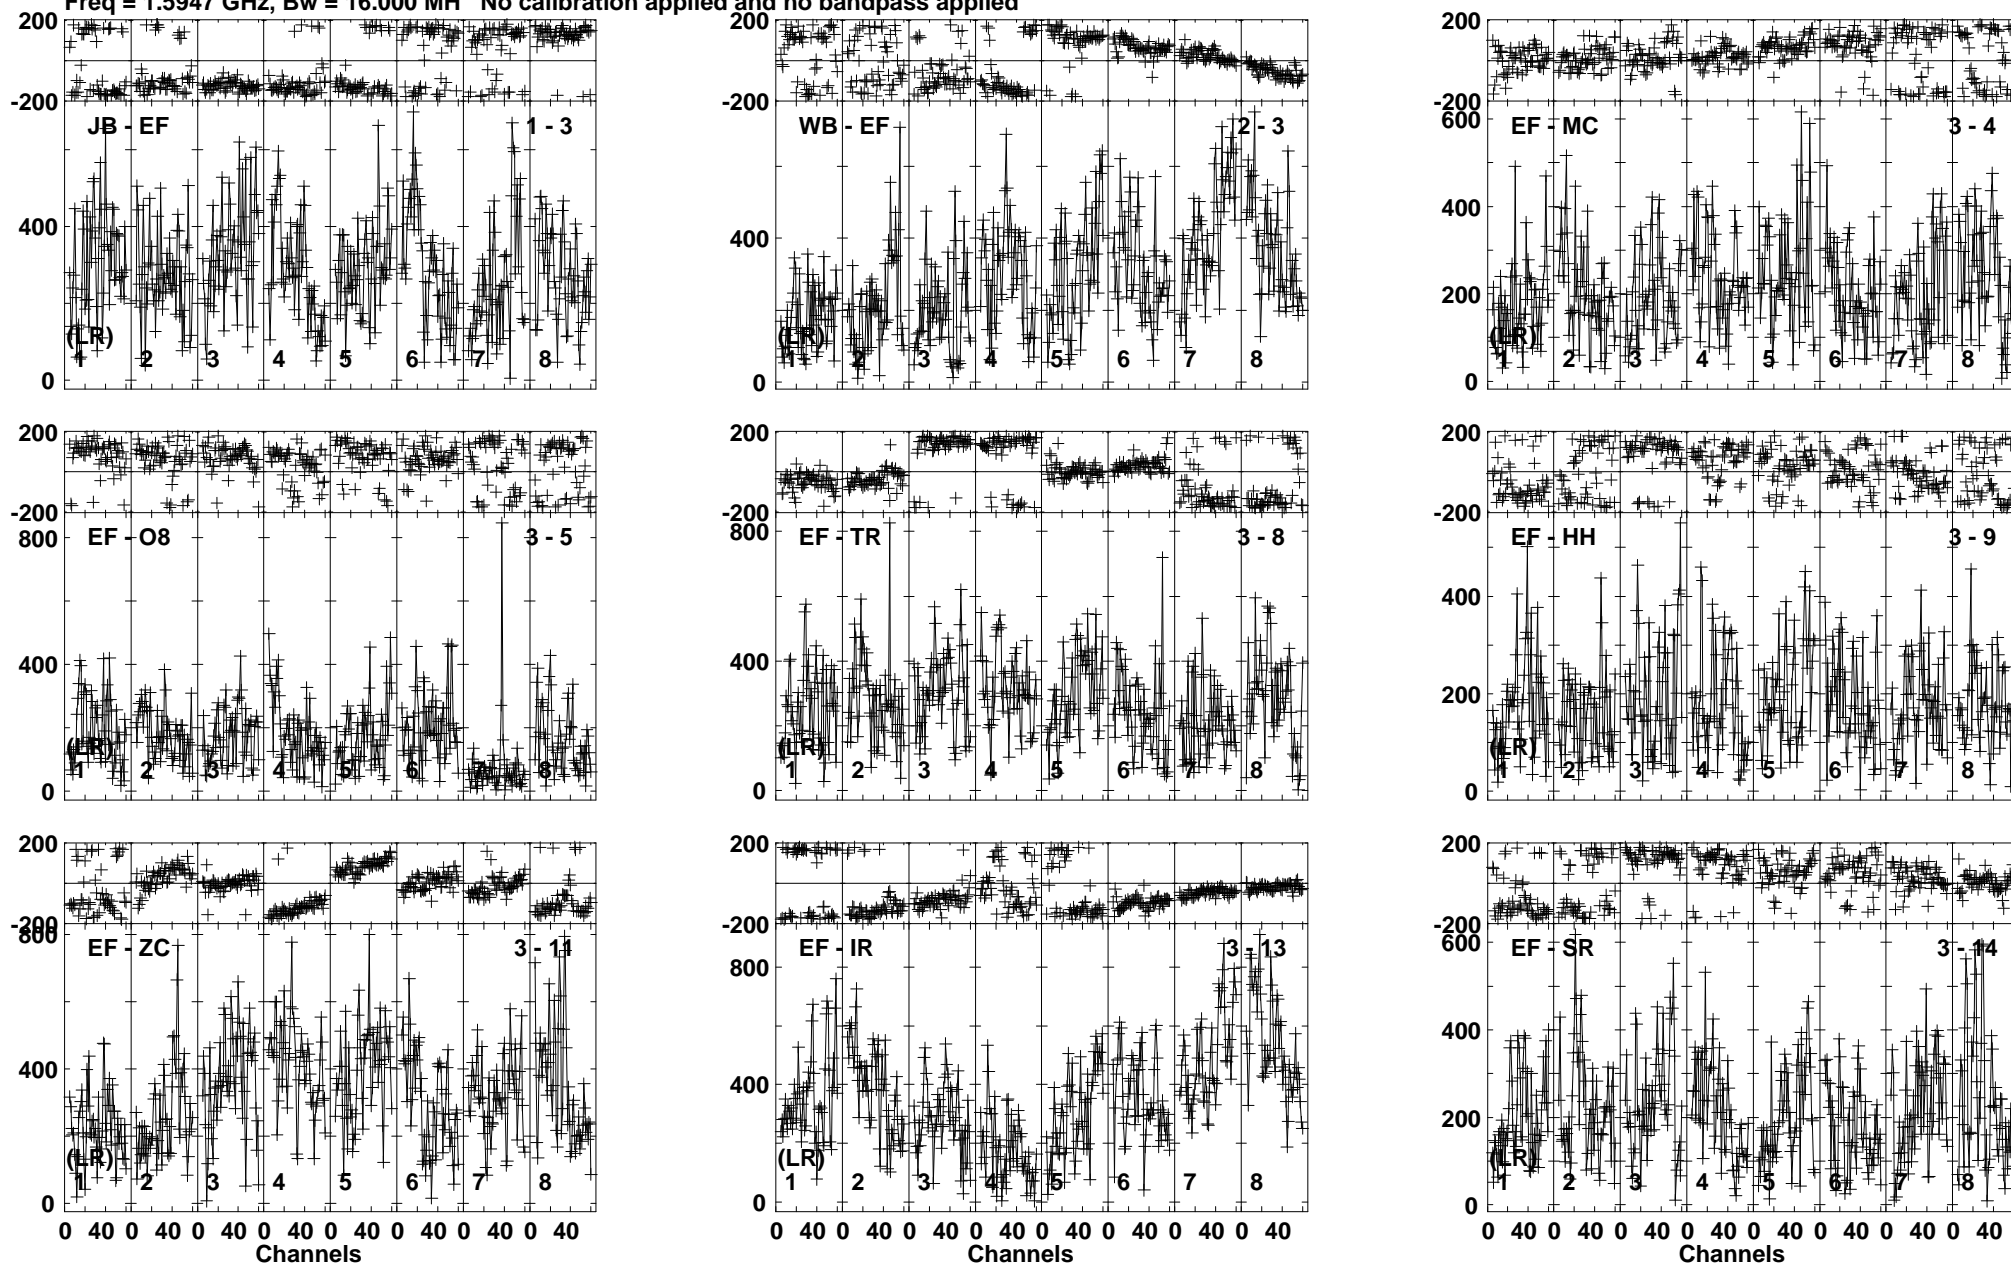 Freq = 1.5947 GHz, Bw = 16.000 MH No calibration applied and no bandpass applied
200
-200
JB - EF 1 - 3
400
(LR)
1 2 3 4 5 6 7 8
0
200
-200
WB - EF 2 - 3
400
(LR)
1 2 3 4 5 6 7 8
0
200
-200
600
EF - MC 3 - 4
400
200
(LR)
1 2 3 4 5 6 7 8
0
200
-200
800
EF - O8 3 - 5
400
(LR)
1 2 3 4 5 6 7 8
0
200
-200
800
EF - TR 3 - 8
400
(LR)
1 2 3 4 5 6 7 8
0
200
-200
EF - HH 3 - 9
400
200
(LR)
1 2 3 4 5 6 7 8
0
200
-200
800
EF - ZC 3 - 11
400
(LR)
1 2 3 4 5 6 7 8
0
0 40 0 40 0 40 0 40 0 40 0 40 0 40 0 40
Channels
200
-200
EF - IR 3 - 13
800
400
(LR)
1 2 3 4 5 6 7 8
0
0 40 0 40 0 40 0 40 0 40 0 40 0 40 0 40
Channels
200
-200
600
EF - SR 3 - 14
400
200
(LR)
1 2 3 4 5 6 7 8
0
0 40 0 40 0 40 0 40 0 40 0 40 0 40 0 40
Channels